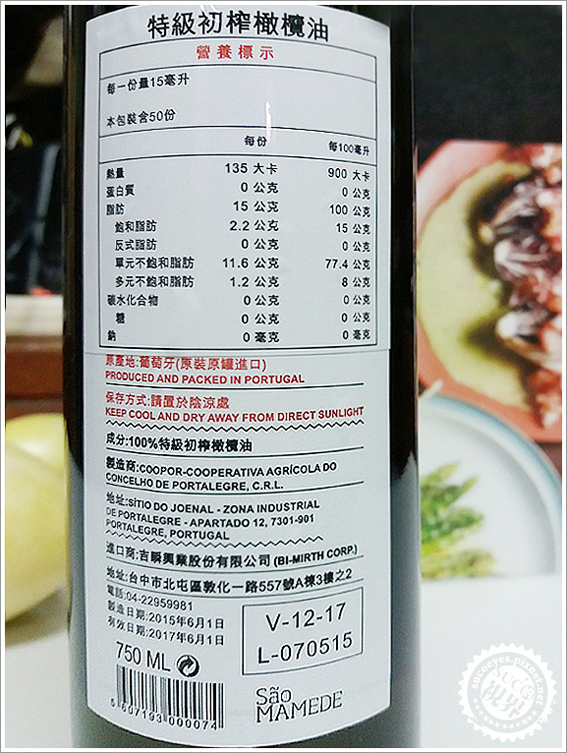 特級初榨橄欖油
營養標示
每一份量15毫升
本包裝含50份
每份 每100毫升
熱量 135 大卡 900 大卡
蛋白質 0 公克 0 公克
脂肪 15 公克 100 公克
飽和脂肪 2.2 公克 15 公克
反式脂肪 0 公克 0 公克
單元不飽和脂肪 11.6 公克 77.4 公克
多元不飽和脂肪 1.2 公克 8 公克
碳水化合物 0 公克 0 公克
糖 0 公克 0 公克
鈉 0 毫克 0 毫克
原產地:葡萄牙(原裝原罐進口)
PRODUCED AND PACKED IN PORTUGAL
保存方式:請置於陰涼處
KEEP COOL AND DRY AWAY FROM DIRECT SUNLIGHT
成分:100%特級初榨橄欖油
製造商:COOPOR-COOPERATIVA AGRÍCOLA DO
CONCELHO DE PORTALEGRE, C.R.L.
地址:SÍTIO DO JOENAL - ZONA INDUSTRIAL
DE PORTALEGRE - APARTADO 12, 7301-901
PORTALEGRE, PORTUGAL
進口商:吉瞬興業股份有限公司 (BI-MIRTH CORP.)
地址:台中市北屯區敦化一路557號A棟3樓之2
電話:04-22959981
製造日期:2015年6月1日
有效日期:2017年6月1日
V-12-17
L-070515
750 ML
5 607193 000074
São
MAMEDE
sucoeyes.pixnet.net